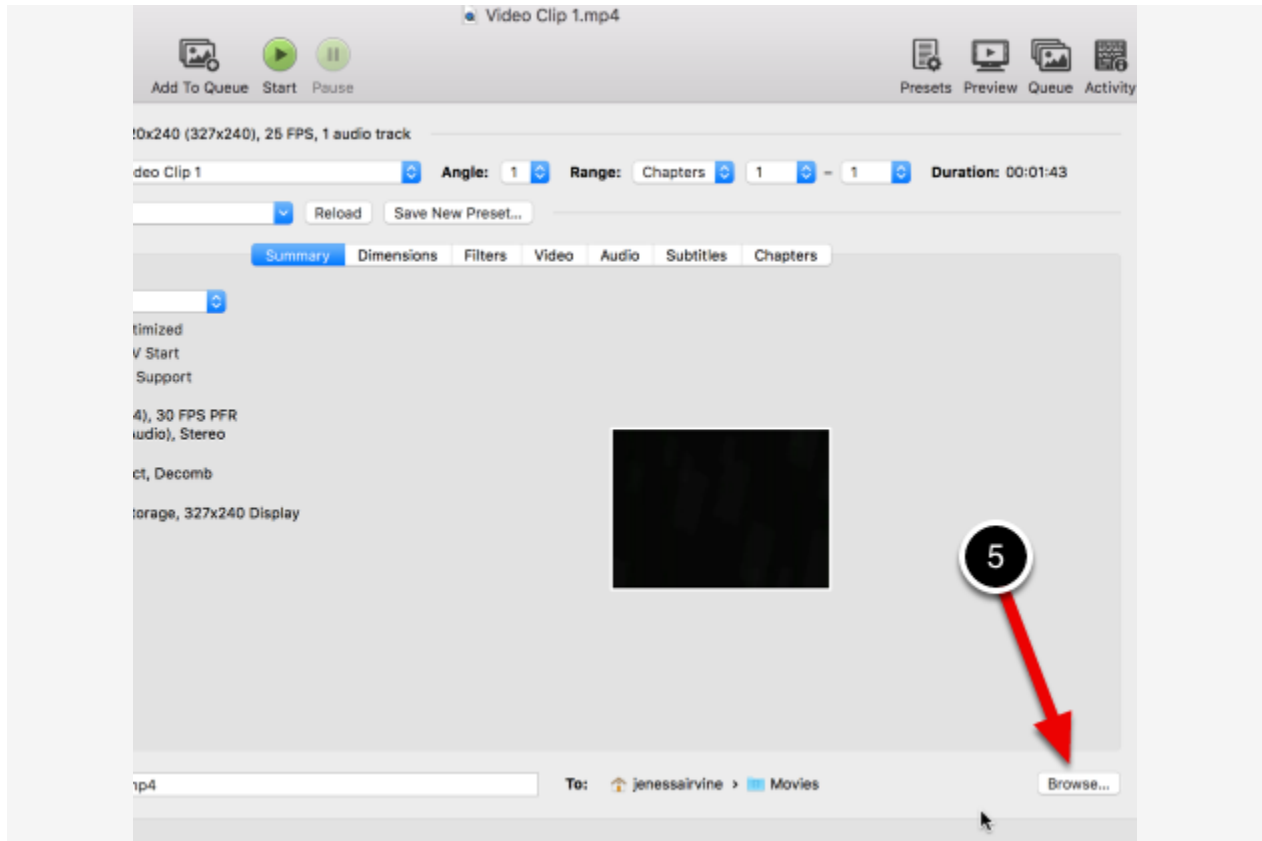 Video Clip 1.mp4
Add To Queue Start Pause Presets Preview Queue Activity
20x240 (327x240), 25 FPS, 1 audio track
deo Clip 1 Angle: 1 Range: Chapters 1 – 1 Duration: 00:01:43
Reload Save New Preset...
Summary Dimensions Filters Video Audio Subtitles Chapters
timized
V Start
Support
4), 30 FPS PFR
udio), Stereo
ct, Decomb
torage, 327x240 Display
5
mp4 To: jenessairvine › Movies Browse...